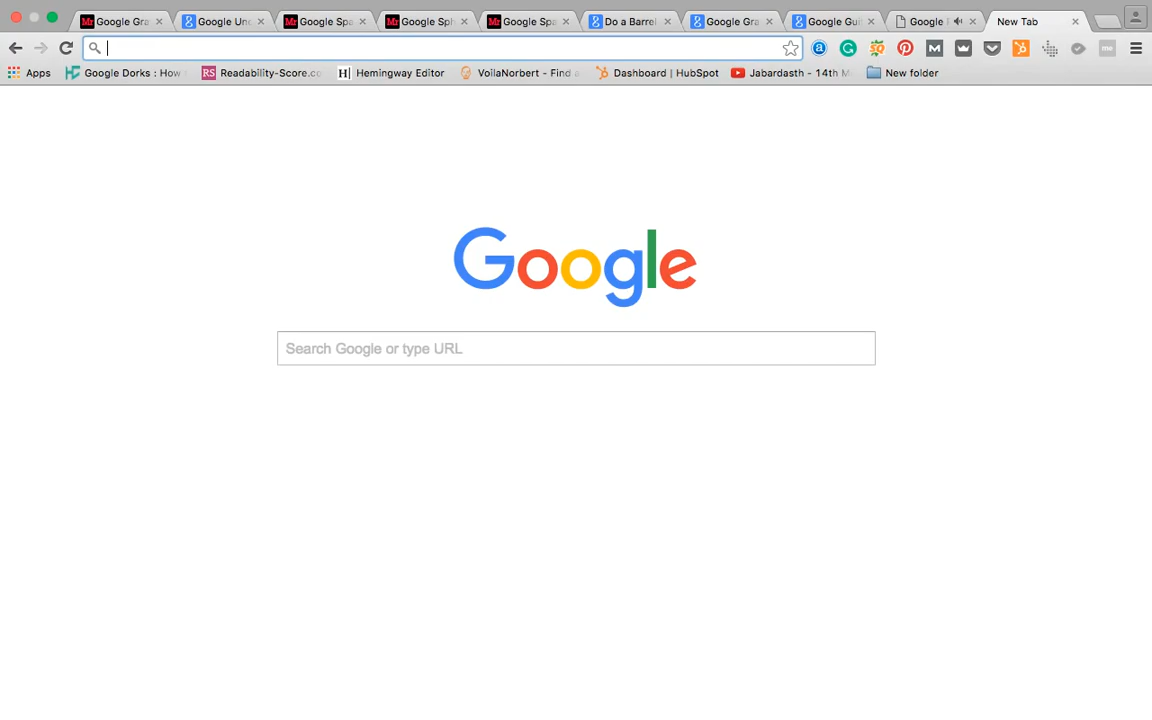 Google Gra Google Und Google Spa Google Sph Google Spa Do a Barrel Google Gra Google Gui Google New Tab
Apps Google Dorks : How RS Readability-Score.co H Hemingway Editor VoilaNorbert - Find a Dashboard | HubSpot Jabardasth - 14th M New folder
Google
Search Google or type URL